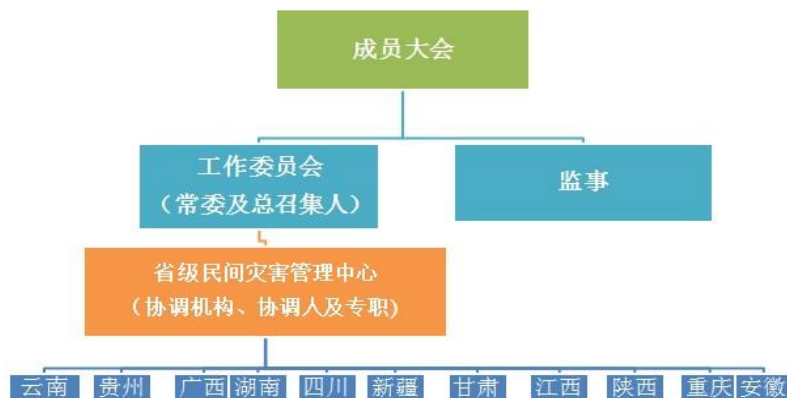 成员大会
工作委员会
（常委及总召集人）
监事
省级民间灾害管理中心
（协调机构、协调人及专职)
云南 贵州 广西 湖南 四川 新疆 甘肃 江西 陕西 重庆 安徽